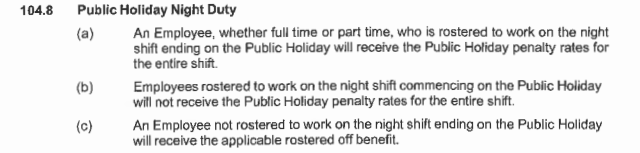 104.8 Public Holiday Night Duty
(a) An Employee, whether full time or part time, who is rostered to work on the night
shift ending on the Public Holiday will receive the Public Holiday penalty rates for
the entire shift.
(b) Employees rostered to work on the night shift commencing on the Public Holiday
will not receive the Public Holiday penalty rates for the entire shift.
(c) An Employee not rostered to work on the night shift ending on the Public Holiday
will receive the applicable rostered off benefit.